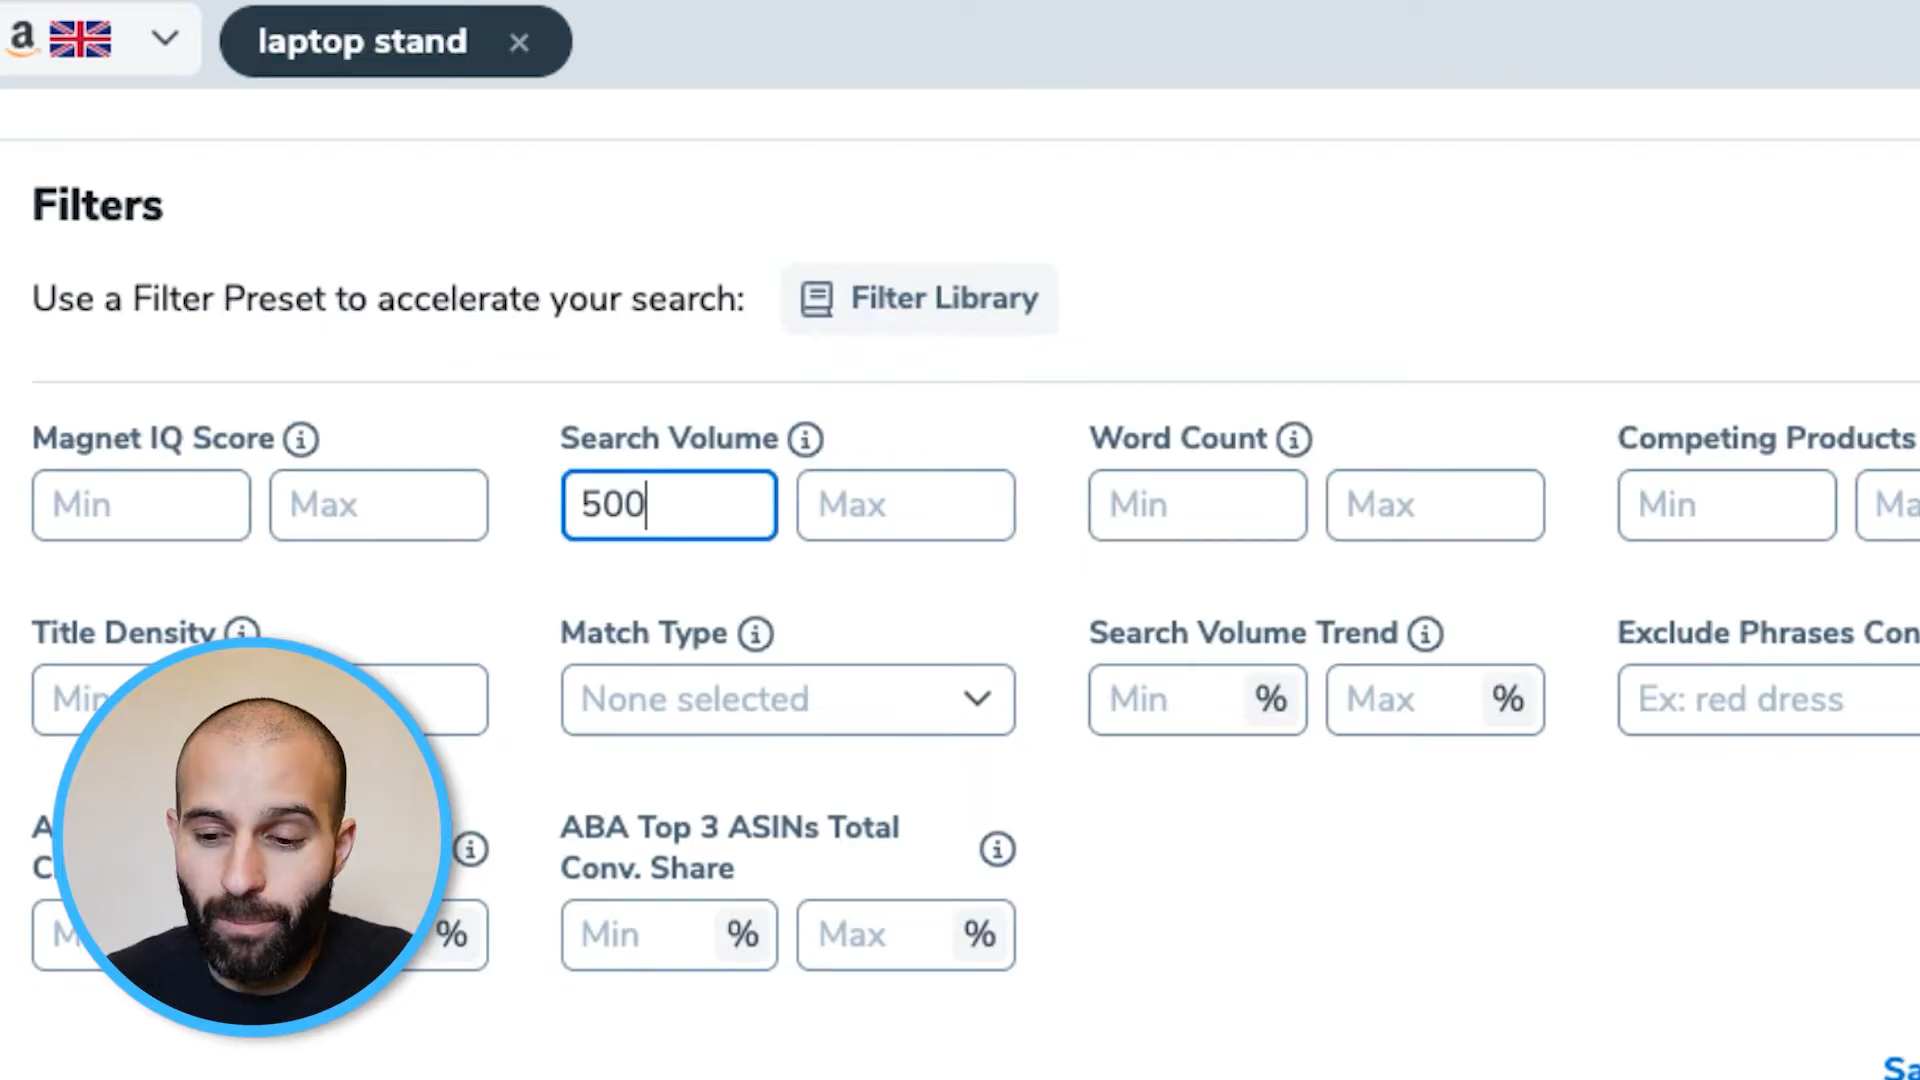 a
laptop stand ×
Filters
Use a Filter Preset to accelerate your search: Filter Library
Magnet IQ Score Search Volume Word Count Competing Products
Min Max 500 Max Min Max Min
Title Density Match Type Search Volume Trend Exclude Phrases
None selected Min % Max % Ex: red dress
ABA Top 3 ASINs Total
Conv. Share
% Min % Max %